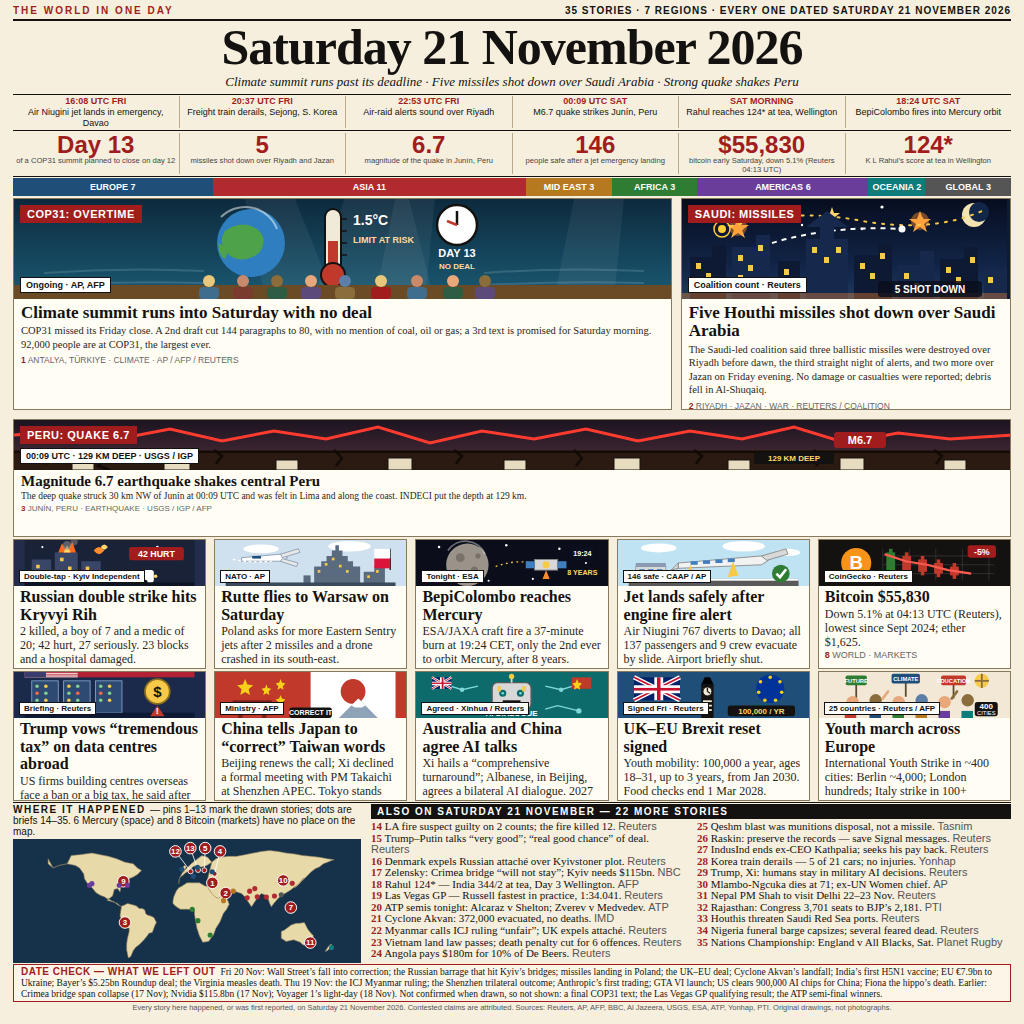 THE WORLD IN ONE DAY
35 STORIES · 7 REGIONS · EVERY ONE DATED SATURDAY 21 NOVEMBER 2026
Saturday 21 November 2026
Climate summit runs past its deadline · Five missiles shot down over Saudi Arabia · Strong quake shakes Peru
16:08 UTC FRI
Air Niugini jet lands in emergency, Davao
20:37 UTC FRI
Freight train derails, Sejong, S. Korea
22:53 UTC FRI
Air-raid alerts sound over Riyadh
00:09 UTC SAT
M6.7 quake strikes Junín, Peru
SAT MORNING
Rahul reaches 124* at tea, Wellington
18:24 UTC SAT
BepiColombo fires into Mercury orbit
Day 13
of a COP31 summit planned to close on day 12
5
missiles shot down over Riyadh and Jazan
6.7
magnitude of the quake in Junín, Peru
146
people safe after a jet emergency landing
$55,830
bitcoin early Saturday, down 5.1% (Reuters 04:13 UTC)
124*
K L Rahul's score at tea in Wellington
EUROPE 7
ASIA 11
MID EAST 3
AFRICA 3
AMERICAS 6
OCEANIA 2
GLOBAL 3
COP31: OVERTIME
1.5°C
LIMIT AT RISK
DAY 13
NO DEAL
Ongoing · AP, AFP
Climate summit runs into Saturday with no deal
COP31 missed its Friday close. A 2nd draft cut 144 paragraphs to 80, with no mention of coal, oil or gas; a 3rd text is promised for Saturday morning.
92,000 people are at COP31, the largest ever.
1 ANTALYA, TÜRKIYE · CLIMATE · AP / AFP / REUTERS
SAUDI: MISSILES
Coalition count · Reuters
5 SHOT DOWN
Five Houthi missiles shot down over Saudi Arabia
The Saudi-led coalition said three ballistic missiles were destroyed over Riyadh before dawn, the third straight night of alerts, and two more over Jazan on Friday evening. No damage or casualties were reported; debris fell in Al-Shuqaiq.
2 RIYADH · JAZAN · WAR · REUTERS / COALITION
PERU: QUAKE 6.7
00:09 UTC · 129 KM DEEP · USGS / IGP
M6.7
129 KM DEEP
Magnitude 6.7 earthquake shakes central Peru
The deep quake struck 30 km NW of Junín at 00:09 UTC and was felt in Lima and along the coast. INDECI put the depth at 129 km.
3 JUNÍN, PERU · EARTHQUAKE · USGS / IGP / AFP
42 HURT
Double-tap · Kyiv Independent
Russian double strike hits Kryvyi Rih
2 killed, a boy of 7 and a medic of 20; 42 hurt, 27 seriously. 23 blocks and a hospital damaged.
NATO · AP
Rutte flies to Warsaw on Saturday
Poland asks for more Eastern Sentry jets after 2 missiles and a drone crashed in its south-east.
19:24
8 YEARS
Tonight · ESA
BepiColombo reaches Mercury
ESA/JAXA craft fire a 37-minute burn at 19:24 CET, only the 2nd ever to orbit Mercury, after 8 years.
146 safe · CAAP / AP
Jet lands safely after engine fire alert
Air Niugini 767 diverts to Davao; all 137 passengers and 9 crew evacuate by slide. Airport briefly shut.
B
-5%
CoinGecko · Reuters
Bitcoin $55,830
Down 5.1% at 04:13 UTC (Reuters), lowest since Sept 2024; ether $1,625.
8 WORLD · MARKETS
$
!
Briefing · Reuters
Trump vows “tremendous tax” on data centres abroad
US firms building centres overseas face a ban or a big tax, he said after
CORRECT IT
Ministry · AFP
China tells Japan to “correct” Taiwan words
Beijing renews the call; Xi declined a formal meeting with PM Takaichi at Shenzhen APEC. Tokyo stands
Agreed · Xinhua / Reuters
Australia and China agree AI talks
Xi hails a “comprehensive turnaround”; Albanese, in Beijing, agrees a bilateral AI dialogue. 2027
100,000 / YR
Signed Fri · Reuters
UK–EU Brexit reset signed
Youth mobility: 100,000 a year, ages 18–31, up to 3 years, from Jan 2030. Food checks end 1 Mar 2028.
FUTURE
CLIMATE
EDUCATION
400
CITIES
25 countries · Reuters / AFP
Youth march across Europe
International Youth Strike in ~400 cities: Berlin ~4,000; London hundreds; Italy strike in 100+
WHERE IT HAPPENED — pins 1–13 mark the drawn stories; dots are briefs 14–35. 6 Mercury (space) and 8 Bitcoin (markets) have no place on the map.
12 13 5 4
9 1 2 10
3 7 11
ALSO ON SATURDAY 21 NOVEMBER — 22 MORE STORIES
14 LA fire suspect guilty on 2 counts; the fire killed 12. Reuters
15 Trump–Putin talks “very good”; “real good chance” of deal. Reuters
16 Denmark expels Russian attaché over Kyivstoner plot. Reuters
17 Zelensky: Crimea bridge “will not stay”; Kyiv needs $115bn. NBC
18 Rahul 124* — India 344/2 at tea, Day 3 Wellington. AFP
19 Las Vegas GP — Russell fastest in practice, 1:34.041. Reuters
20 ATP semis tonight: Alcaraz v Shelton; Zverev v Medvedev. ATP
21 Cyclone Akvan: 372,000 evacuated, no deaths. IMD
22 Myanmar calls ICJ ruling “unfair”; UK expels attaché. Reuters
23 Vietnam land law passes; death penalty cut for 6 offences. Reuters
24 Angola pays $180m for 10% of De Beers. Reuters
25 Qeshm blast was munitions disposal, not a missile. Tasnim
26 Raskin: preserve the records — save Signal messages. Reuters
27 IndusInd ends ex-CEO Kathpalia; seeks his pay back. Reuters
28 Korea train derails — 5 of 21 cars; no injuries. Yonhap
29 Trump, Xi: humans stay in military AI decisions. Reuters
30 Mlambo-Ngcuka dies at 71; ex-UN Women chief. AP
31 Nepal PM Shah to visit Delhi 22–23 Nov. Reuters
32 Rajasthan: Congress 3,701 seats to BJP’s 2,181. PTI
33 Houthis threaten Saudi Red Sea ports. Reuters
34 Nigeria funeral barge capsizes; several feared dead. Reuters
35 Nations Championship: England v All Blacks, Sat. Planet Rugby
DATE CHECK — WHAT WE LEFT OUT Fri 20 Nov: Wall Street’s fall into correction; the Russian barrage that hit Kyiv’s bridges; missiles landing in Poland; the UK–EU deal; Cyclone Akvan’s landfall; India’s first H5N1 vaccine; EU €7.9bn to
Ukraine; Bayer’s $5.25bn Roundup deal; the Virginia measles death. Thu 19 Nov: the ICJ Myanmar ruling; the Shenzhen trilateral outcome; Anthropic’s first trading; GTA VI launch; US clears 900,000 AI chips for China; Fiona the hippo’s death. Earlier:
Crimea bridge span collapse (17 Nov); Nvidia $115.8bn (17 Nov); Voyager 1’s light-day (18 Nov). Not confirmed when drawn, so not shown: a final COP31 text; the Las Vegas GP qualifying result; the ATP semi-final winners.
Every story here happened, or was first reported, on Saturday 21 November 2026. Contested claims are attributed. Sources: Reuters, AP, AFP, BBC, Al Jazeera, USGS, ESA, ATP, Yonhap, PTI. Original drawings, not photographs.